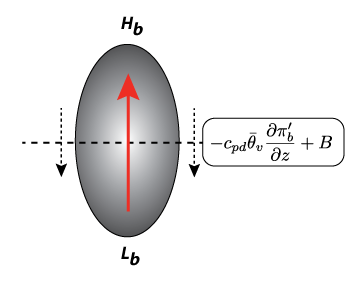 H_b
-c_{pd}\bar{\theta}_v \frac{\partial \pi'_b}{\partial z} + B
L_b